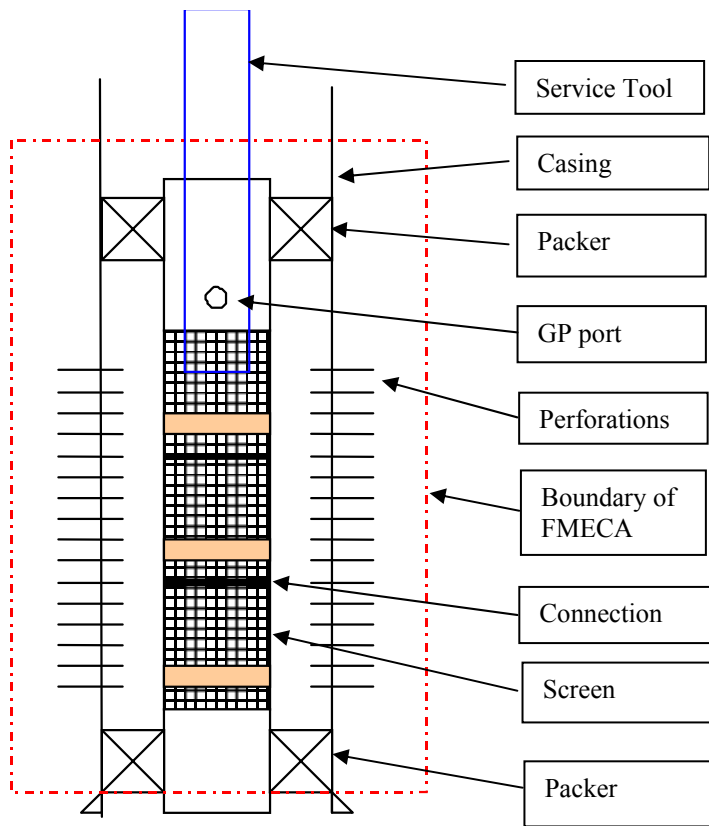 Service Tool
Casing
Packer
GP port
Perforations
Boundary of
FMECA
Connection
Screen
Packer